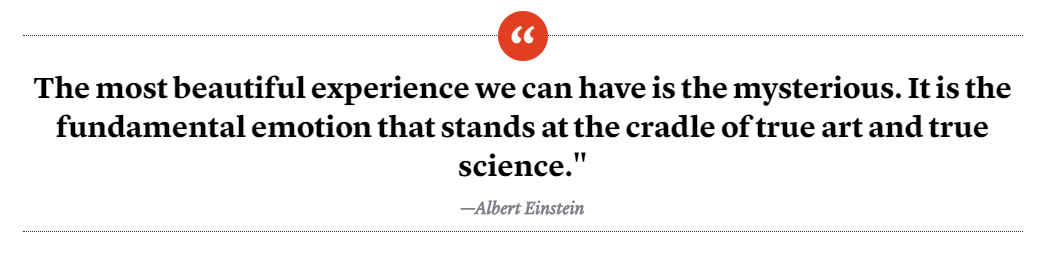 “
The most beautiful experience we can have is the mysterious. It is the
fundamental emotion that stands at the cradle of true art and true
science."
—Albert Einstein